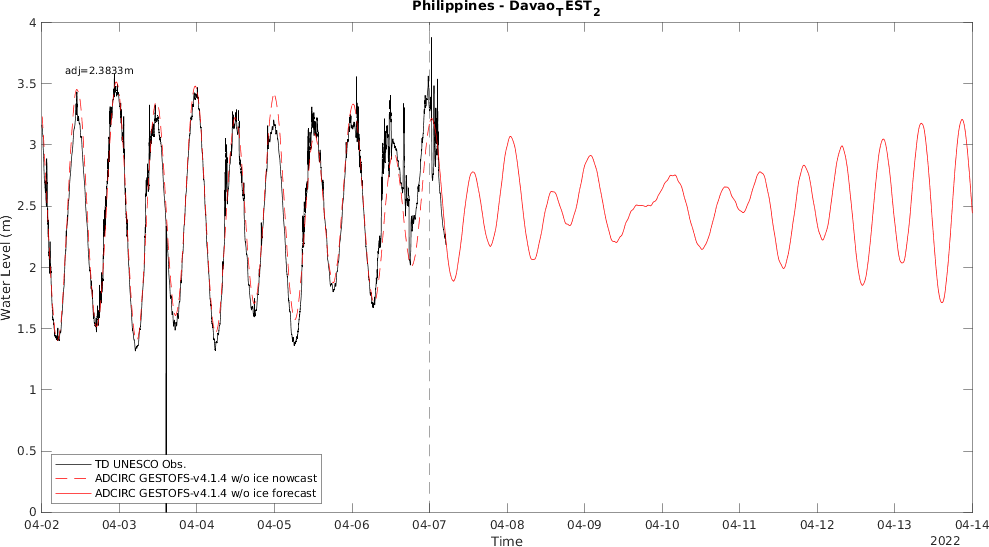 Philippines - Davao_TEST_2
4
adj=2.3833m
3.5
3
2.5
2
1.5
1
0.5
0
Water Level (m)
TD UNESCO Obs.
ADCIRC GESTOFS-v4.1.4 w/o ice nowcast
ADCIRC GESTOFS-v4.1.4 w/o ice forecast
04-02 04-03 04-04 04-05 04-06 04-07 04-08 04-09 04-10 04-11 04-12 04-13 04-14
Time
2022